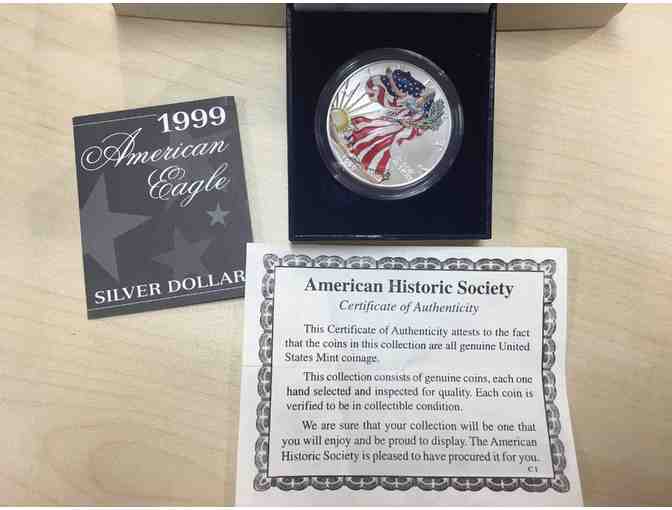 1999
American
Eagle
SILVER DOLLAR
1999
American Historic Society
Certificate of Authenticity
This Certificate of Authenticity attests to the fact
that the coins in this collection are all genuine United
States Mint coinage.
This collection consists of genuine coins, each one
hand selected and inspected for quality. Each coin is
verified to be in collectible condition.
We are sure that your collection will be one that
you will enjoy and be proud to display. The American
Historic Society is pleased to have procured it for you.
C1